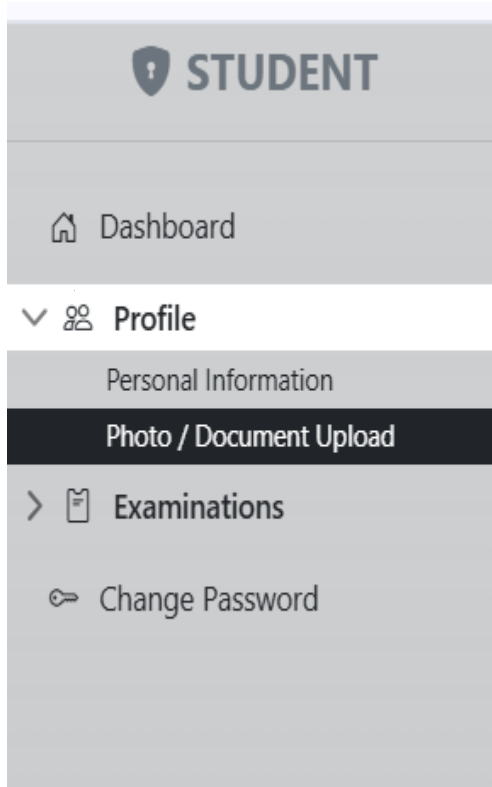 STUDENT
Dashboard
Profile
Personal Information
Photo / Document Upload
Examinations
Change Password